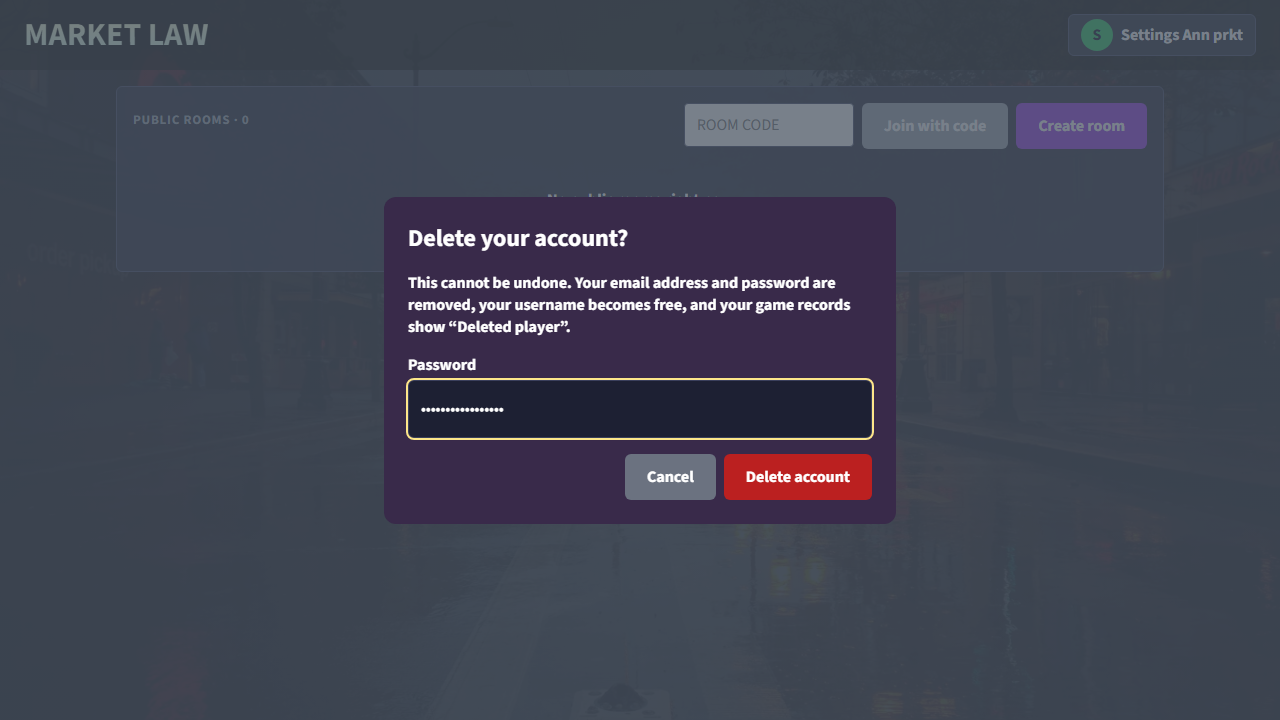 MARKET LAW
S
Settings Ann prkt
PUBLIC ROOMS · 0
ROOM CODE
Join with code
Create room
Delete your account?
This cannot be undone. Your email address and password are
removed, your username becomes free, and your game records
show “Deleted player”.
Password
•••••••••••••••••
Cancel
Delete account